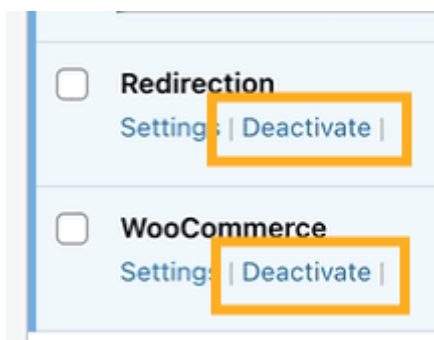 Redirection
Settings | Deactivate |
WooCommerce
Settings | Deactivate |